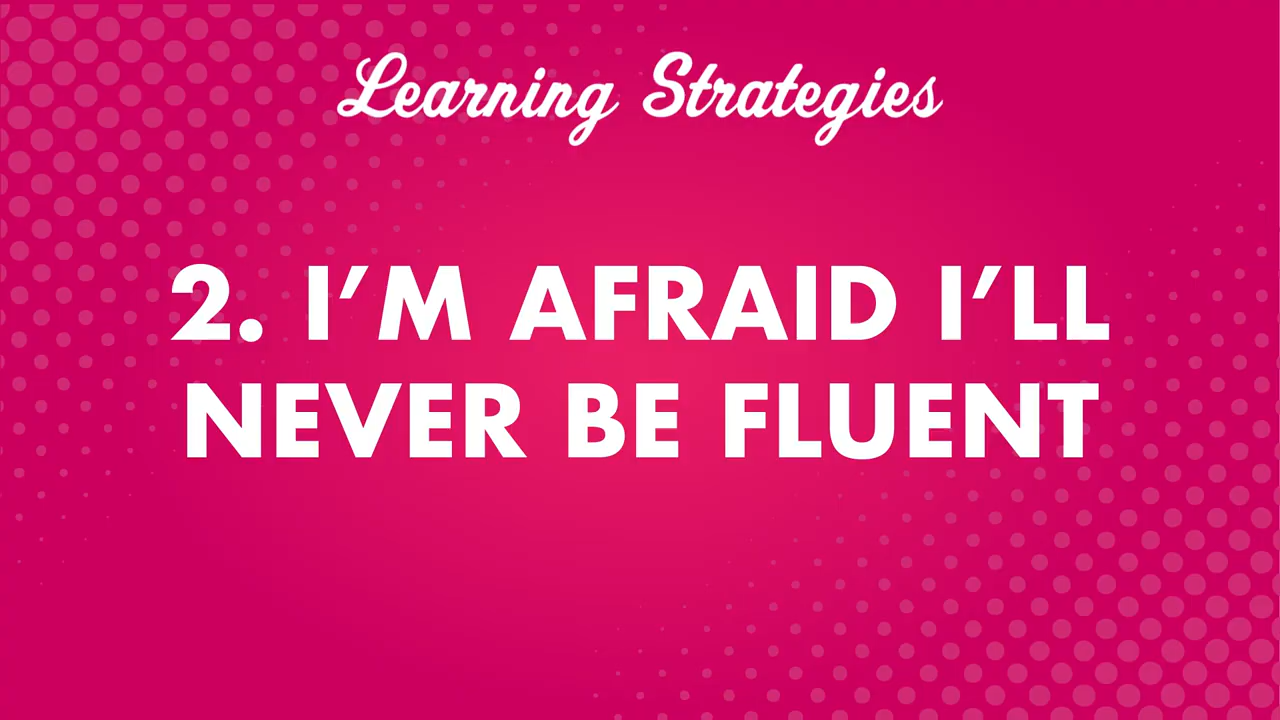 Learning Strategies
2. I’M AFRAID I’LL
NEVER BE FLUENT